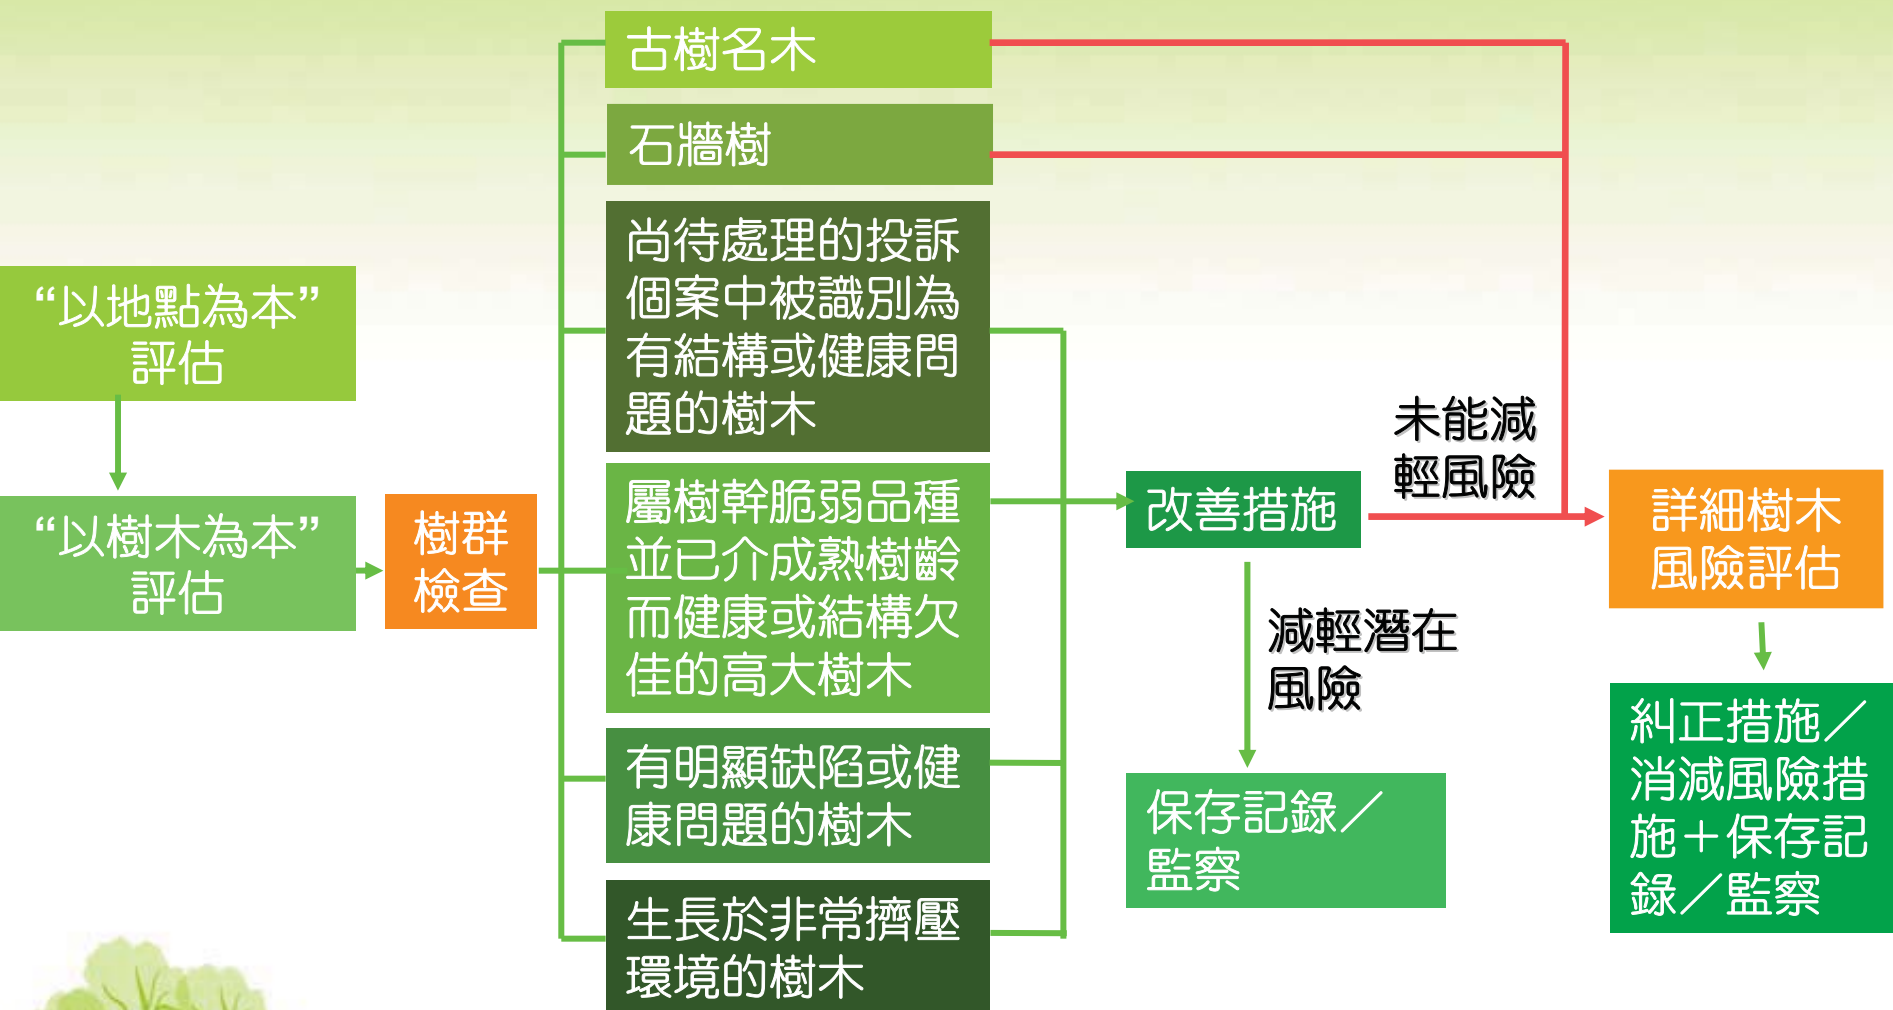 “以地點為本”
評估
“以樹木為本”
評估
樹群
檢查
古樹名木
石牆樹
尚待處理的投訴
個案中被識別為
有結構或健康問
題的樹木
屬樹幹脆弱品種
並已介成熟樹齡
而健康或結構欠
佳的高大樹木
有明顯缺陷或健
康問題的樹木
生長於非常擠壓
環境的樹木
改善措施
減輕潛在
風險
保存記錄／
監察
未能減
輕風險
詳細樹木
風險評估
糾正措施／
消減風險措
施＋保存記
錄／監察